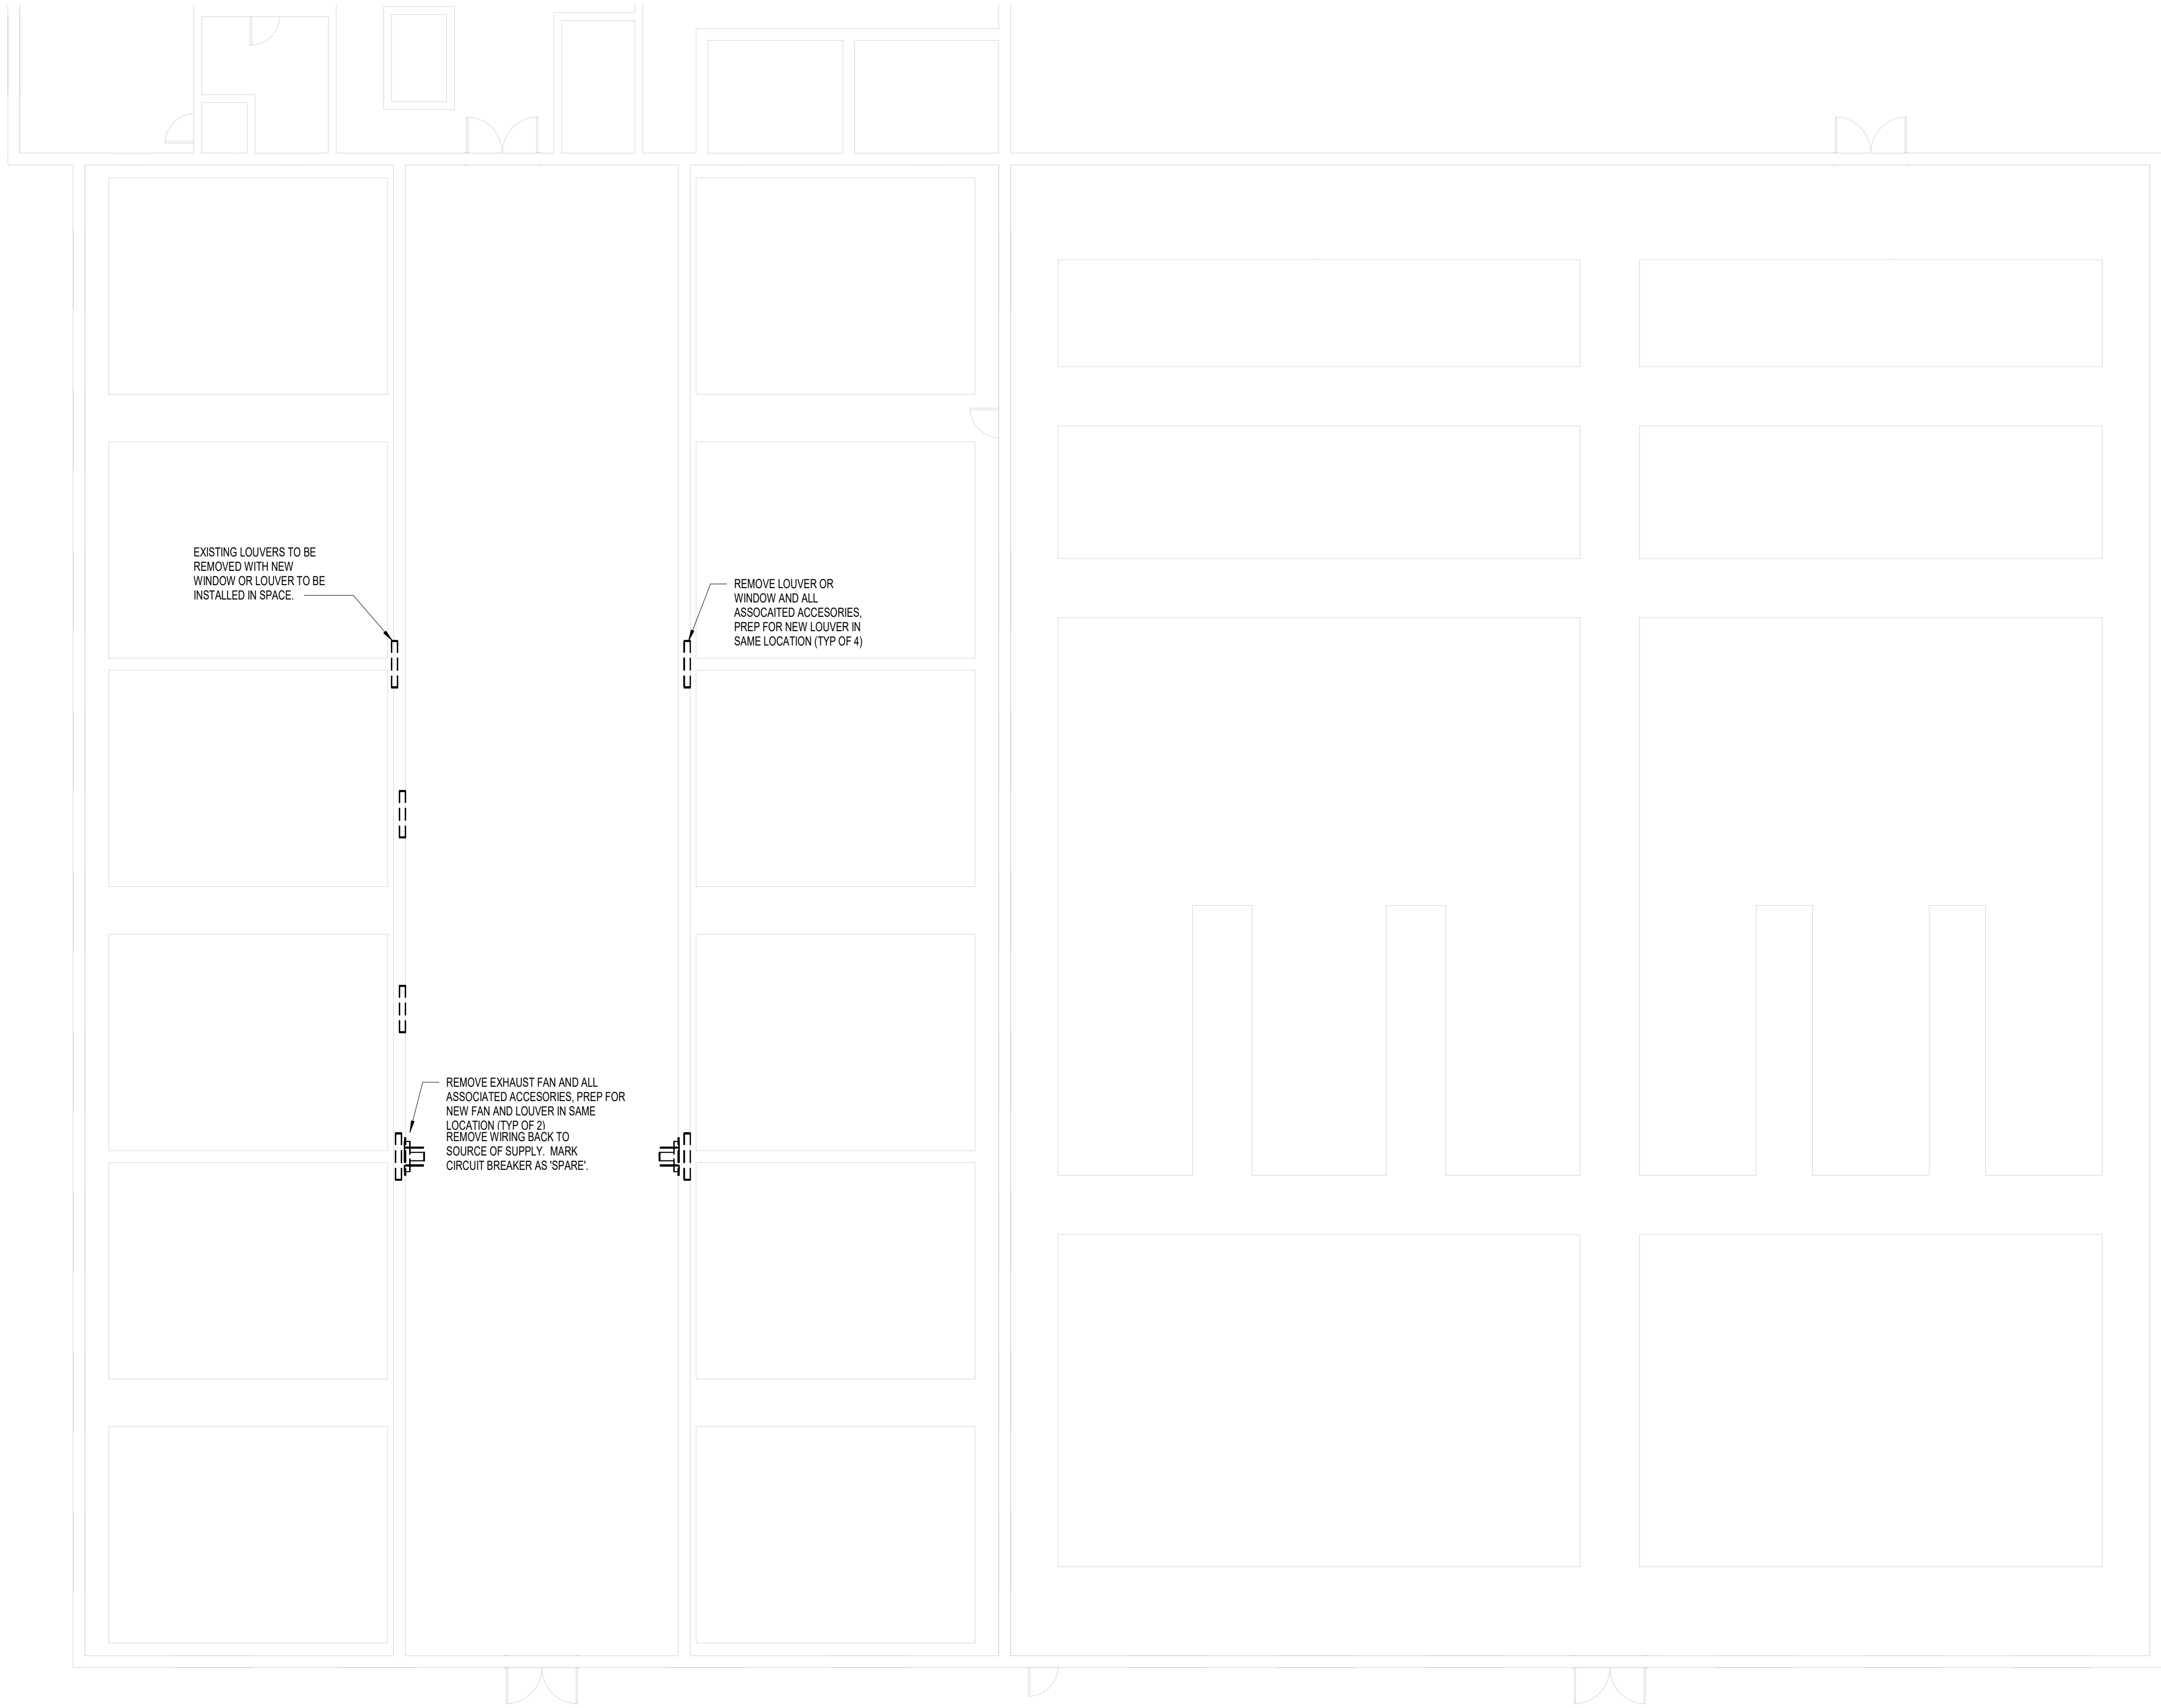 EXISTING LOUVERS TO BE
REMOVED WITH NEW
WINDOW OR LOUVER TO BE
INSTALLED IN SPACE.
REMOVE LOUVER OR
WINDOW AND ALL
ASSOCAITED ACCESORIES,
PREP FOR NEW LOUVER IN
SAME LOCATION (TYP OF 4)
REMOVE EXHAUST FAN AND ALL
ASSOCIATED ACCESORIES, PREP FOR
NEW FAN AND LOUVER IN SAME
LOCATION (TYP OF 2)
REMOVE WIRING BACK TO
SOURCE OF SUPPLY. MARK
CIRCUIT BREAKER AS 'SPARE'.